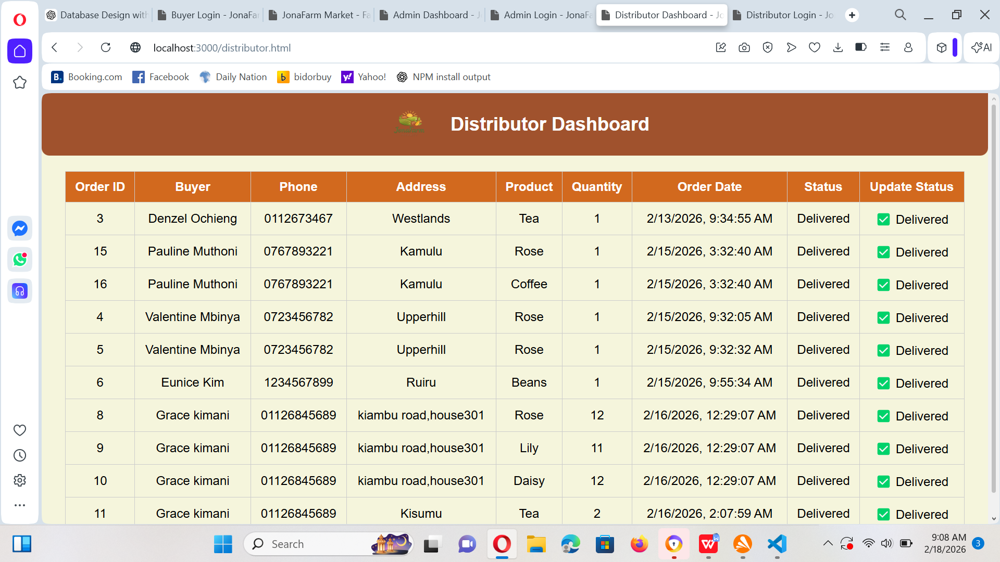 Database Design with
Buyer Login - JonaFar
JonaFarm Market - Fa
Admin Dashboard - J
Admin Login - JonaFa
Distributor Dashboard - Jo
Distributor Login - Jo
localhost:3000/distributor.html
AI
B. Booking.com
Facebook
Daily Nation
b bidorbuy
y! Yahoo!
NPM install output
Distributor Dashboard
Order ID Buyer Phone Address Product Quantity Order Date Status Update Status
3 Denzel Ochieng 0112673467 Westlands Tea 1 2/13/2026, 9:34:55 AM Delivered ✅ Delivered
15 Pauline Muthoni 0767893221 Kamulu Rose 1 2/15/2026, 3:32:40 AM Delivered ✅ Delivered
16 Pauline Muthoni 0767893221 Kamulu Coffee 1 2/15/2026, 3:32:40 AM Delivered ✅ Delivered
4 Valentine Mbinya 0723456782 Upperhill Rose 1 2/15/2026, 9:32:05 AM Delivered ✅ Delivered
5 Valentine Mbinya 0723456782 Upperhill Rose 1 2/15/2026, 9:32:32 AM Delivered ✅ Delivered
6 Eunice Kim 1234567899 Ruiru Beans 1 2/15/2026, 9:55:34 AM Delivered ✅ Delivered
8 Grace kimani 01126845689 kiambu road,house301 Rose 12 2/16/2026, 12:29:07 AM Delivered ✅ Delivered
9 Grace kimani 01126845689 kiambu road,house301 Lily 11 2/16/2026, 12:29:07 AM Delivered ✅ Delivered
10 Grace kimani 01126845689 kiambu road,house301 Daisy 12 2/16/2026, 12:29:07 AM Delivered ✅ Delivered
11 Grace kimani 01126845689 Kisumu Tea 2 2/16/2026, 2:07:59 AM Delivered ✅ Delivered
Search
9:08 AM
2/18/2026
3